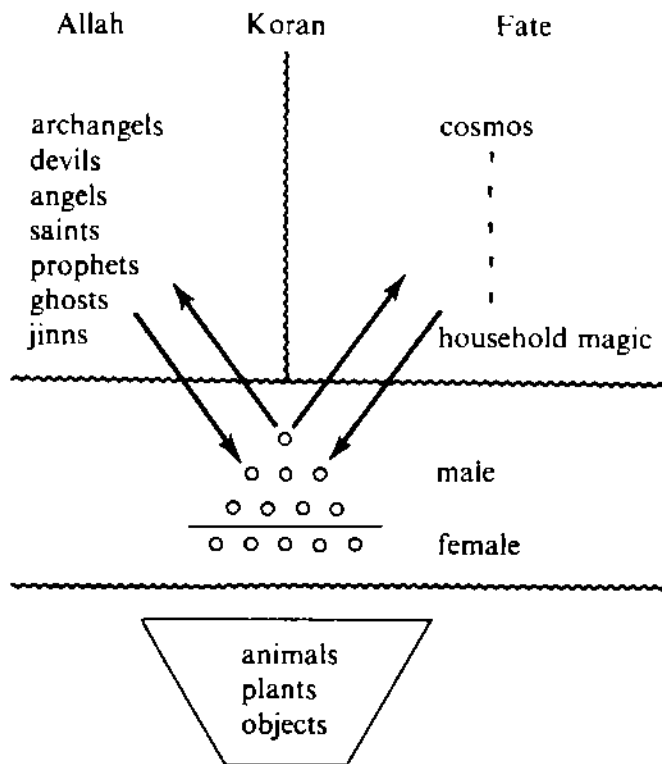 Allah Koran Fate
archangels cosmos
devils
angels
saints
prophets
ghosts
jinns household magic
male
female
animals
plants
objects